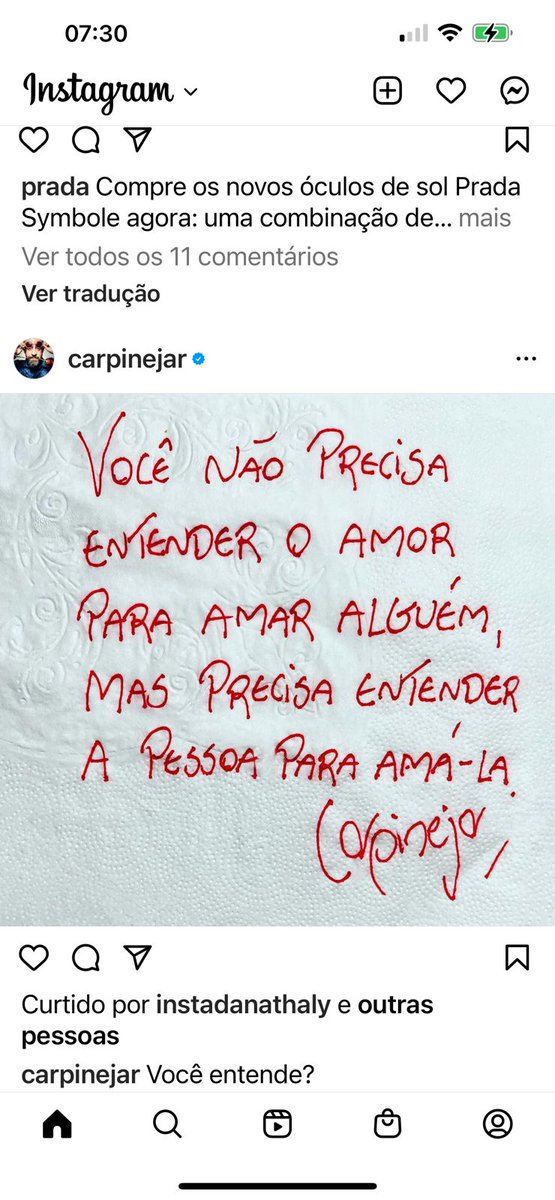 07:30
Instagram
prada Compre os novos óculos de sol Prada
Symbole agora: uma combinação de... mais
Ver todos os 11 comentários
Ver tradução
carpinejar
VOCÊ NÃO PRECISA
ENTENDER O AMOR
PARA AMAR ALGUÉM,
MAS PRECISA ENTENDER
A PESSOA PARA AMÁ-LA.
Carpinejar
Curtido por instadanathaly e outras
pessoas
carpinejar Você entende?